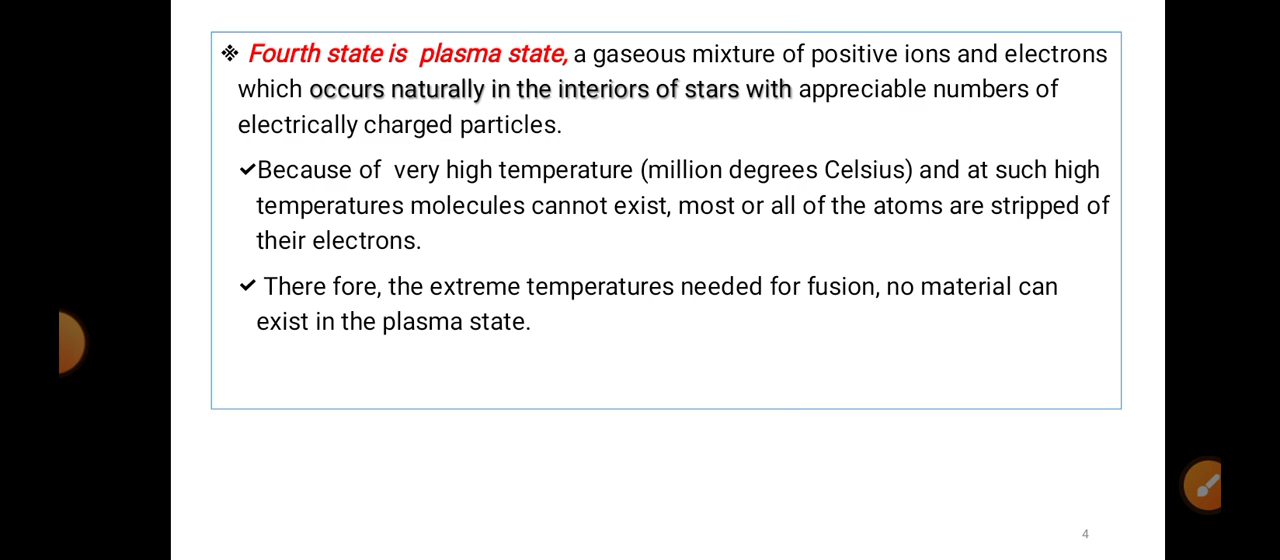 ❖ Fourth state is plasma state, a gaseous mixture of positive ions and electrons
which occurs naturally in the interiors of stars with appreciable numbers of
electrically charged particles.
✔Because of very high temperature (million degrees Celsius) and at such high
temperatures molecules cannot exist, most or all of the atoms are stripped of
their electrons.
✔ There fore, the extreme temperatures needed for fusion, no material can
exist in the plasma state.
4